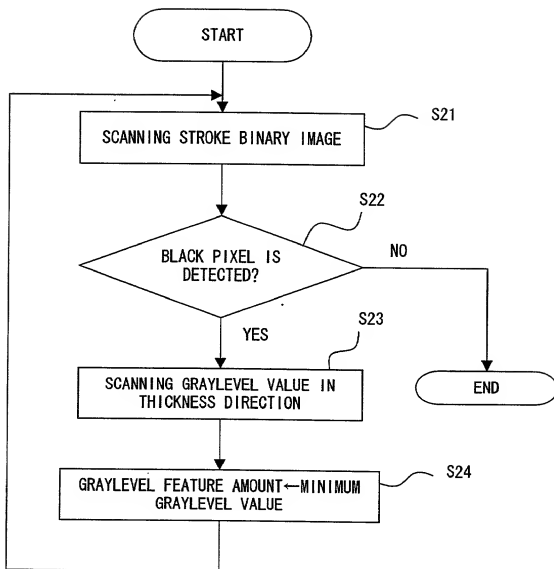 START
S21
SCANNING STROKE BINARY IMAGE
S22
BLACK PIXEL IS
DETECTED?
NO
YES
S23
SCANNING GRAYLEVEL VALUE IN
THICKNESS DIRECTION
END
S24
GRAYLEVEL FEATURE AMOUNT←MINIMUM
GRAYLEVEL VALUE